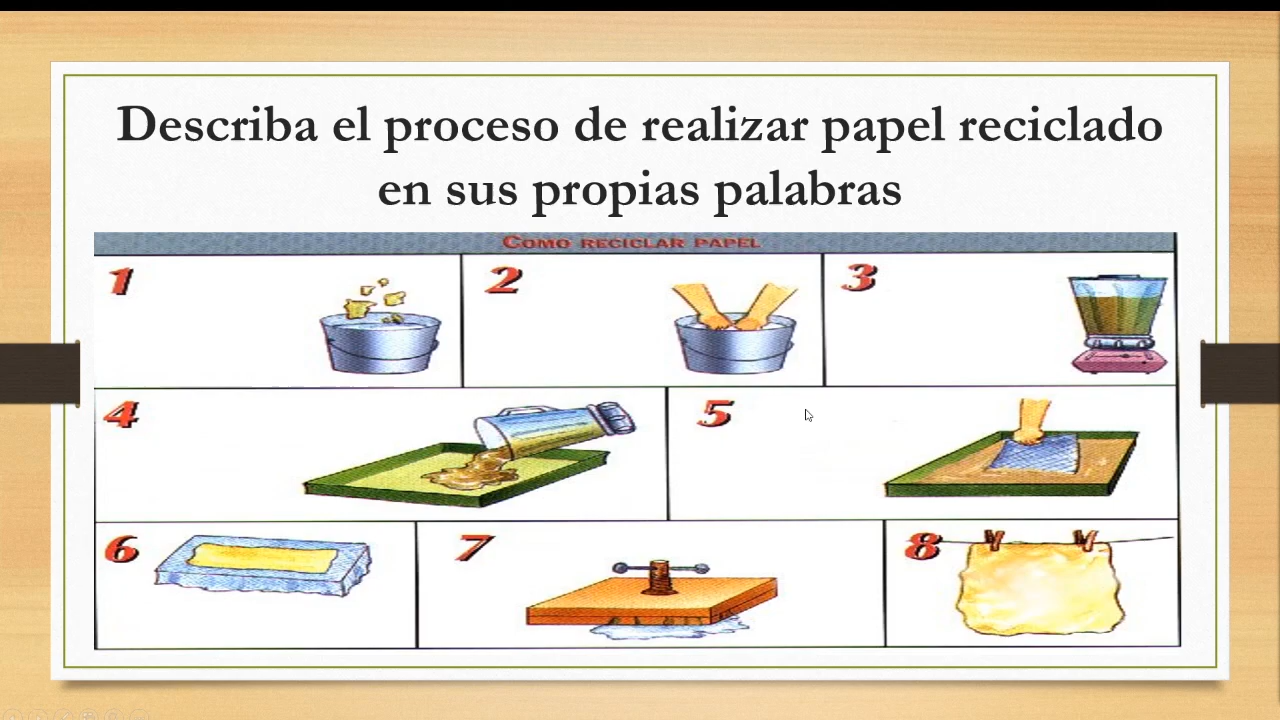 Describa el proceso de realizar papel reciclado
en sus propias palabras
COMO RECICLAR PAPEL
1
2
3
4
5
6
7
8